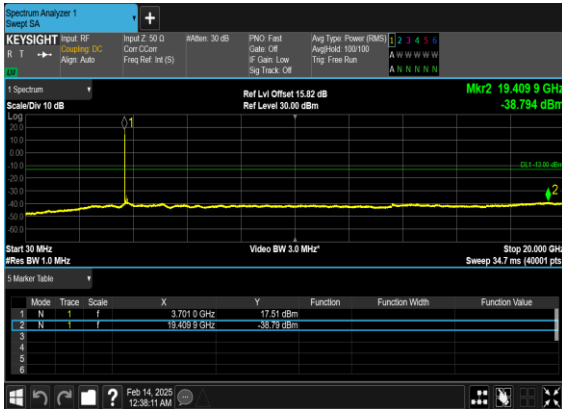 Spectrum Analyzer 1
Swept SA
KEYSIGHT Input: RF Input Z: 50 Ω #Atten: 30 dB PNO: Fast Avg Type: Power (RMS) 1 2 3 4 5 6
R T Coupling: DC Corr CCorr Gate: Off Avg|Hold: 100/100 A W W W W W
Align: Auto Freq Ref: Int (S) IF Gain: Low Trig: Free Run
Sig Track: Off A N N N N N
LXI
1 Spectrum
Ref Lvl Offset 15.82 dB Mkr2 19.409 9 GHz
Scale/Div 10 dB Ref Level 30.00 dBm -38.794 dBm
Log
1
20.0
10.0
0.00
-10.0
DL1 -13.00 dBm
-20.0
-30.0
2
-40.0
-50.0
-60.0
Start 30 MHz Video BW 3.0 MHz* Stop 20.000 GHz
#Res BW 1.0 MHz Sweep 34.7 ms (40001 pts)
5 Marker Table
Mode Trace Scale X Y Function Function Width Function Value
1 N 1 f 3.701 0 GHz 17.51 dBm
2 N 1 f 19.409 9 GHz -38.79 dBm
3
4
5
6
?
Feb 14, 2025
12:38:11 AM